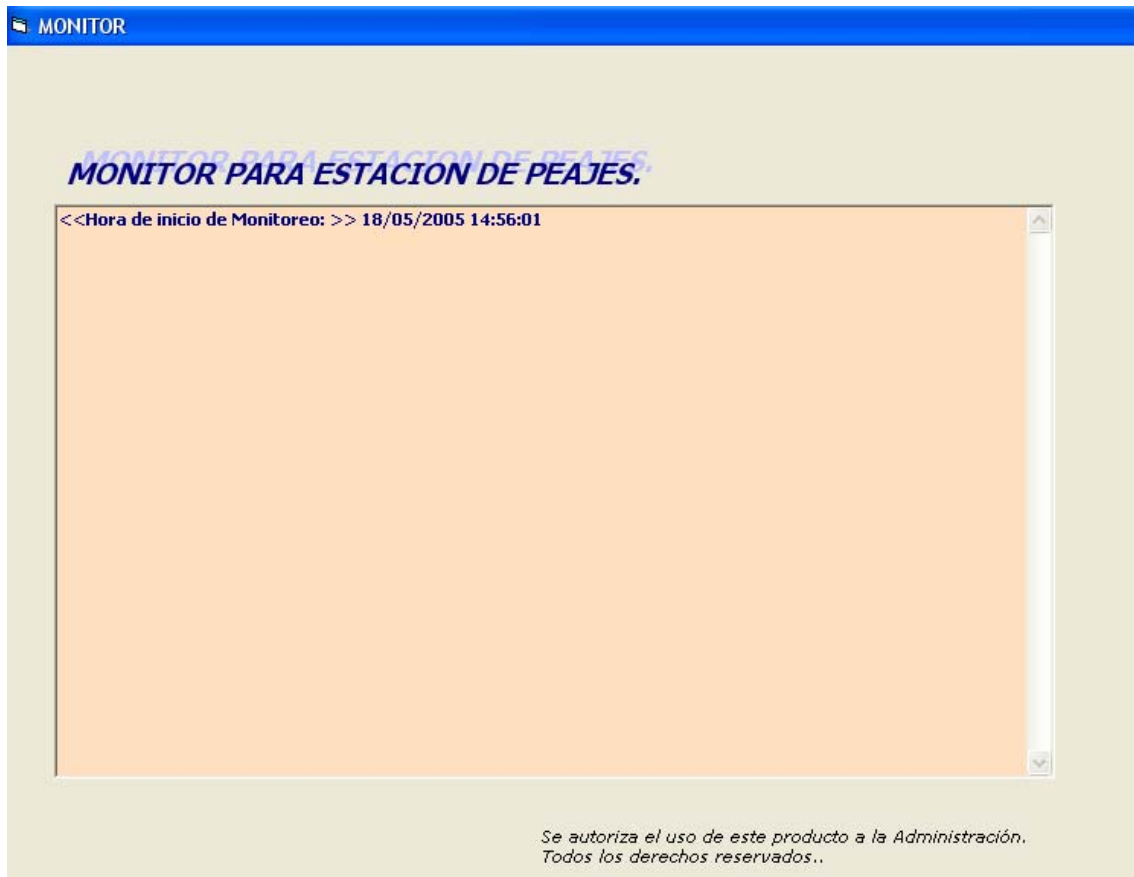 MONITOR
MONITOR PARA ESTACION DE PEAJES.
<<Hora de inicio de Monitoreo: >> 18/05/2005 14:56:01
Se autoriza el uso de este producto a la Administración.
Todos los derechos reservados..